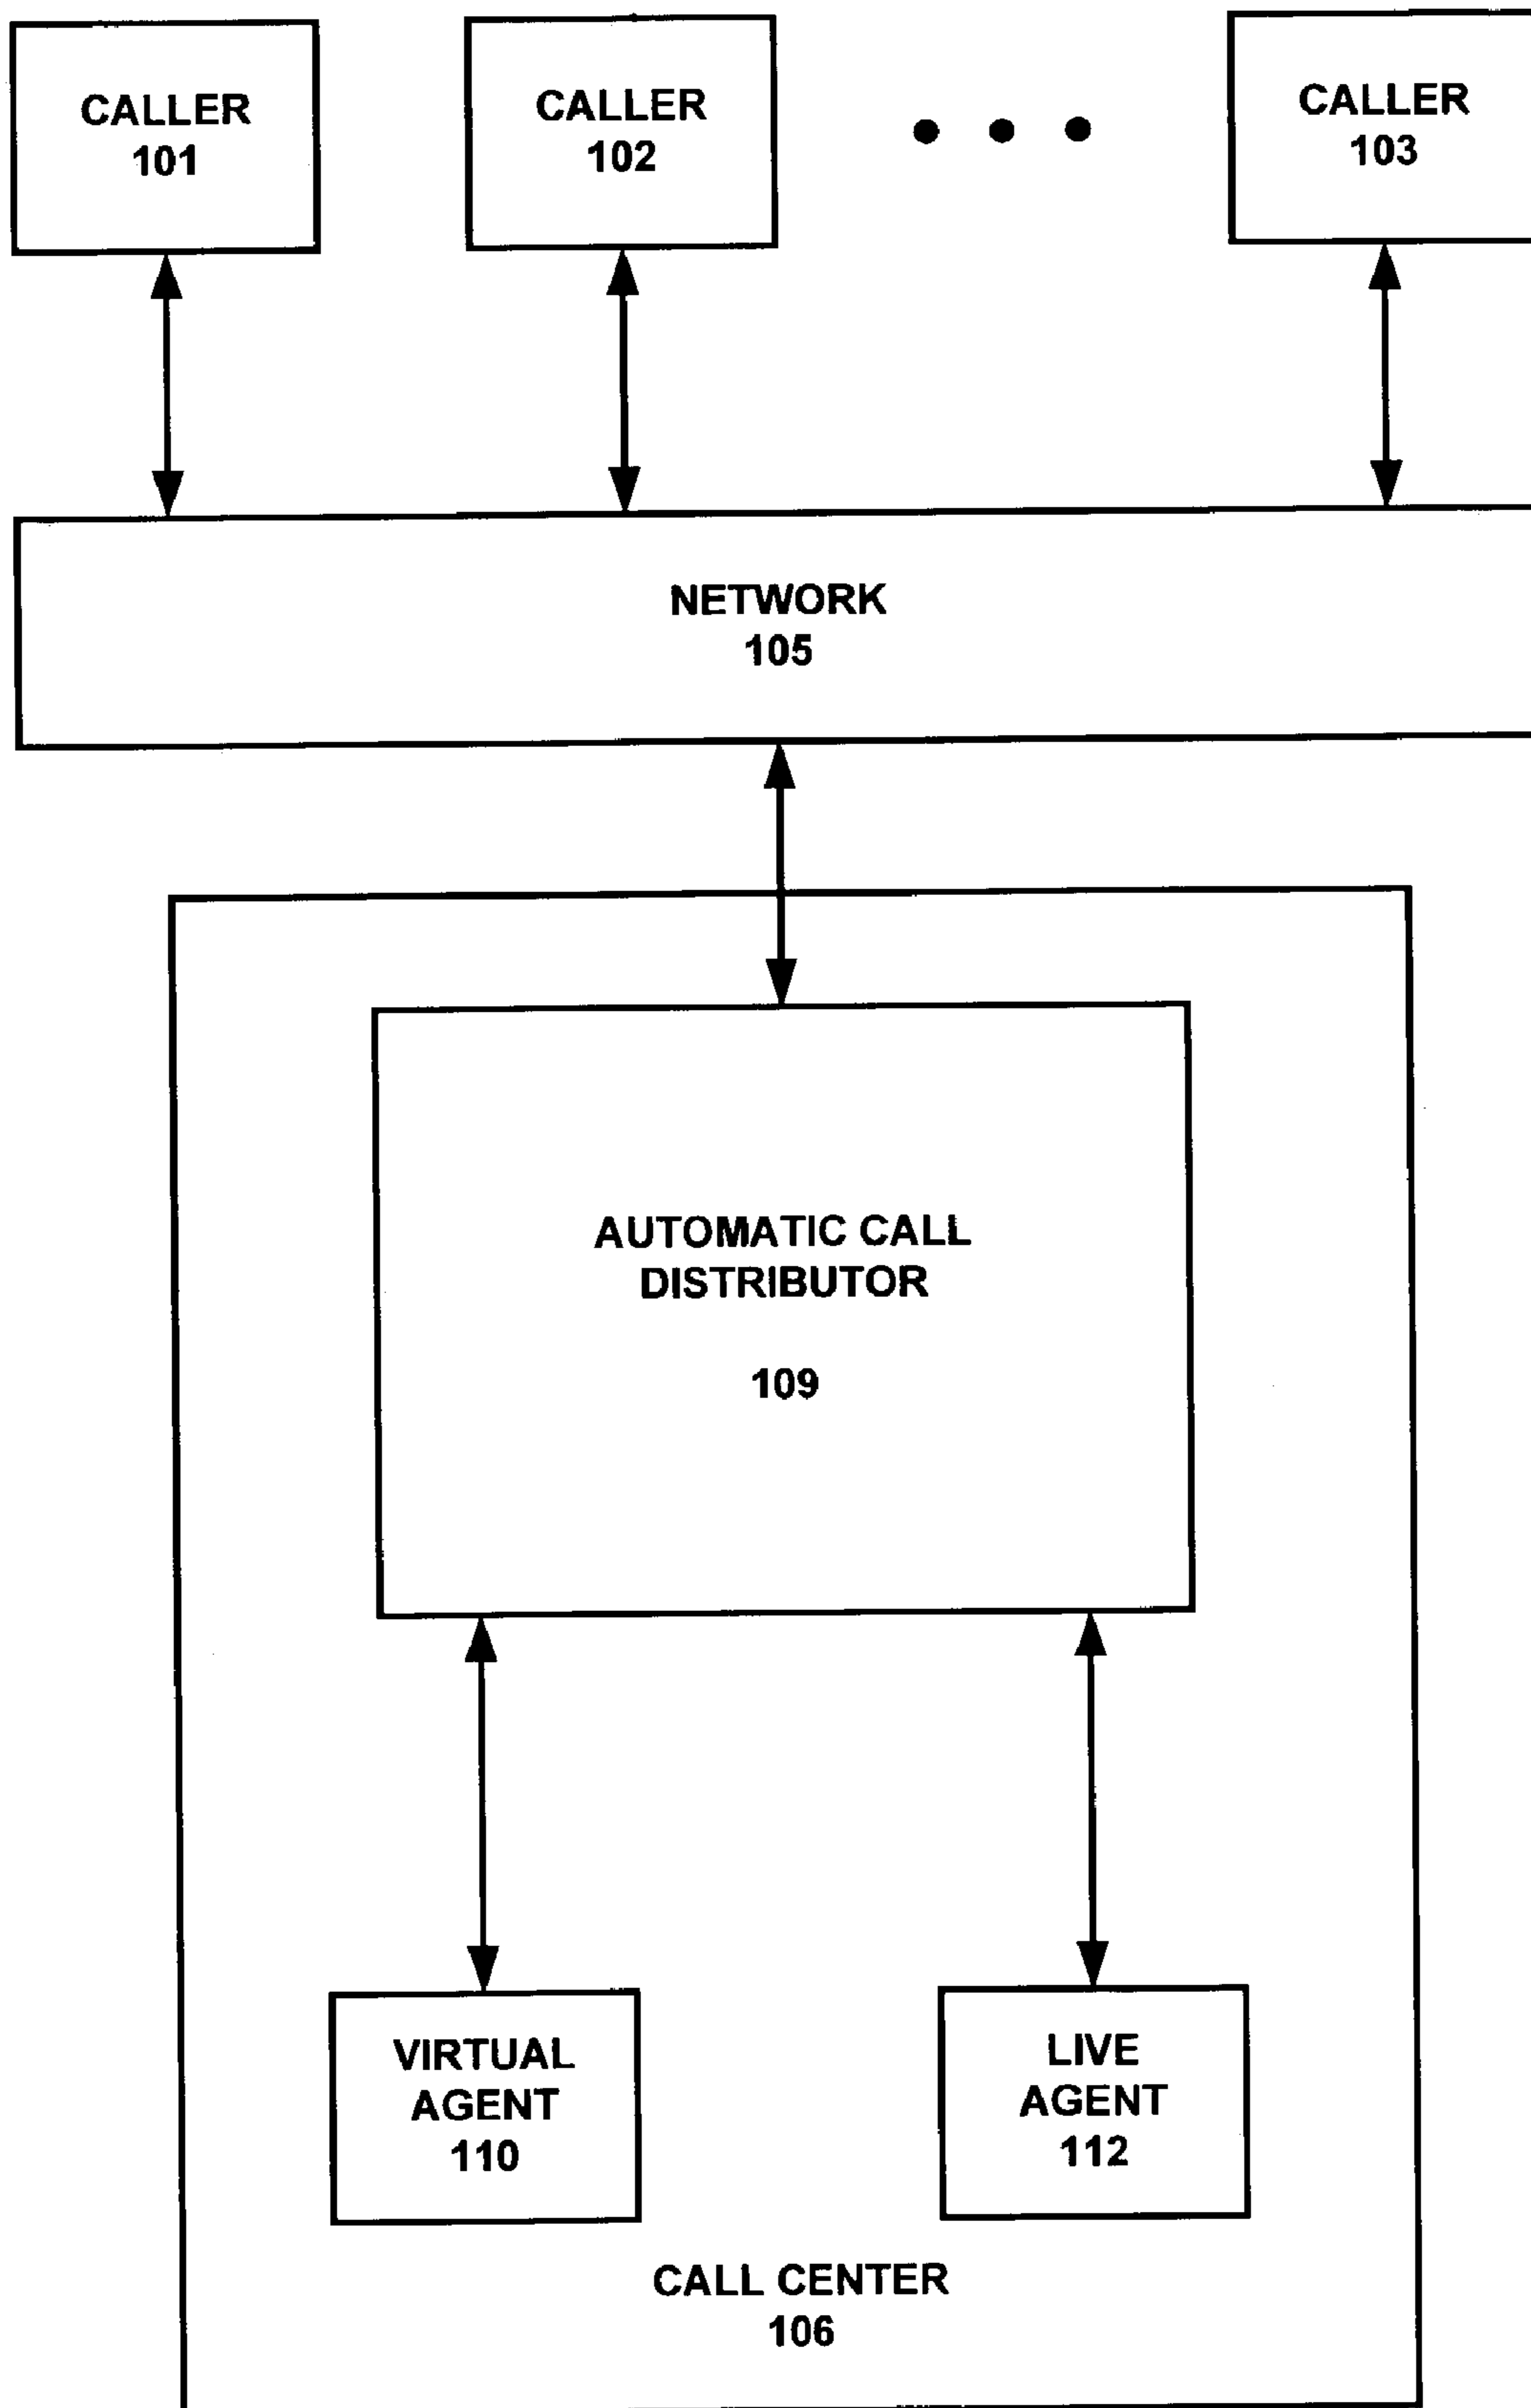 CALLER
101
CALLER
102
CALLER
103
NETWORK
105
AUTOMATIC CALL
DISTRIBUTOR
109
VIRTUAL
AGENT
110
LIVE
AGENT
112
CALL CENTER
106